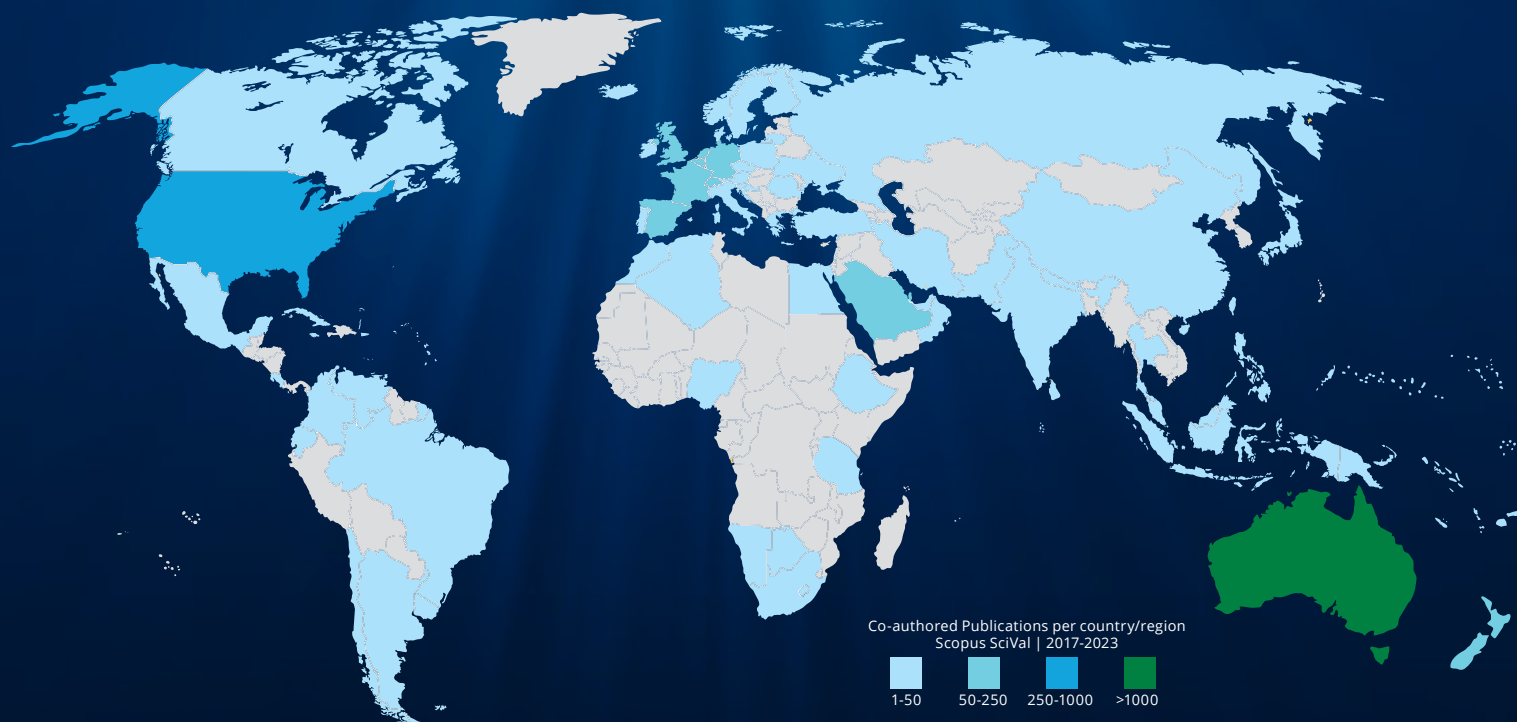 Co-authored Publications per country/region
Scopus SciVal | 2017-2023
1-50
50-250
250-1000
>1000